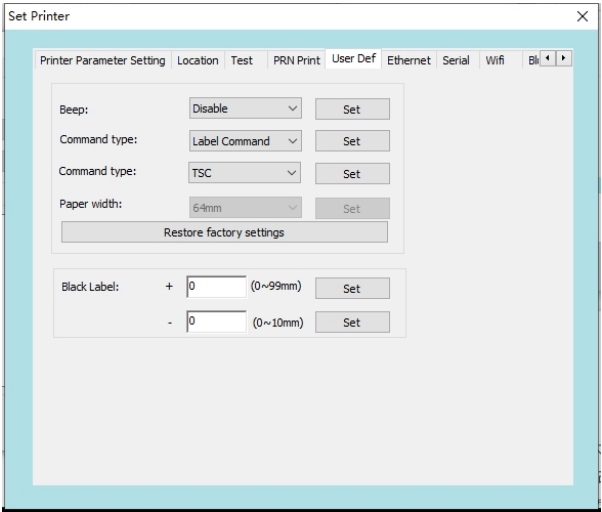 Set Printer
Printer Parameter Setting Location Test PRN Print User Def Ethernet Serial Wifi
Beep: Disable Set
Command type: Label Command Set
Command type: TSC Set
Paper width: 64mm Set
Restore factory settings
Black Label: + 0 (0~99mm) Set
- 0 (0~10mm) Set